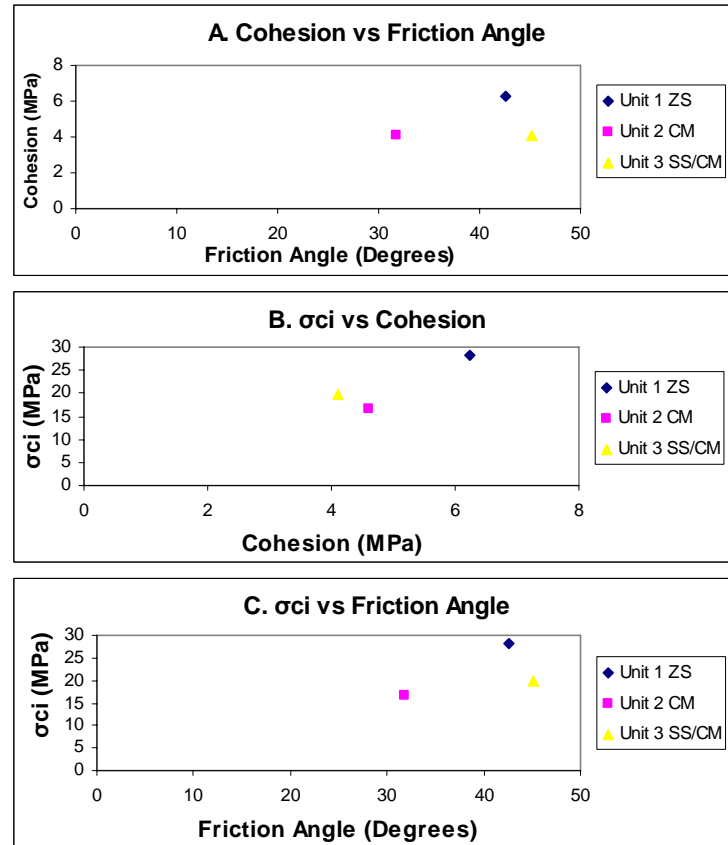 A. Cohesion vs Friction Angle
Cohesion (MPa)
8
6
4
2
0
0 10 20 30 40 50
Friction Angle (Degrees)
Unit 1 ZS
Unit 2 CM
Unit 3 SS/CM
B. σci vs Cohesion
σci (MPa)
30
25
20
15
10
5
0
0 2 4 6 8
Cohesion (MPa)
Unit 1 ZS
Unit 2 CM
Unit 3 SS/CM
C. σci vs Friction Angle
σci (MPa)
30
25
20
15
10
5
0
0 10 20 30 40 50
Friction Angle (Degrees)
Unit 1 ZS
Unit 2 CM
Unit 3 SS/CM